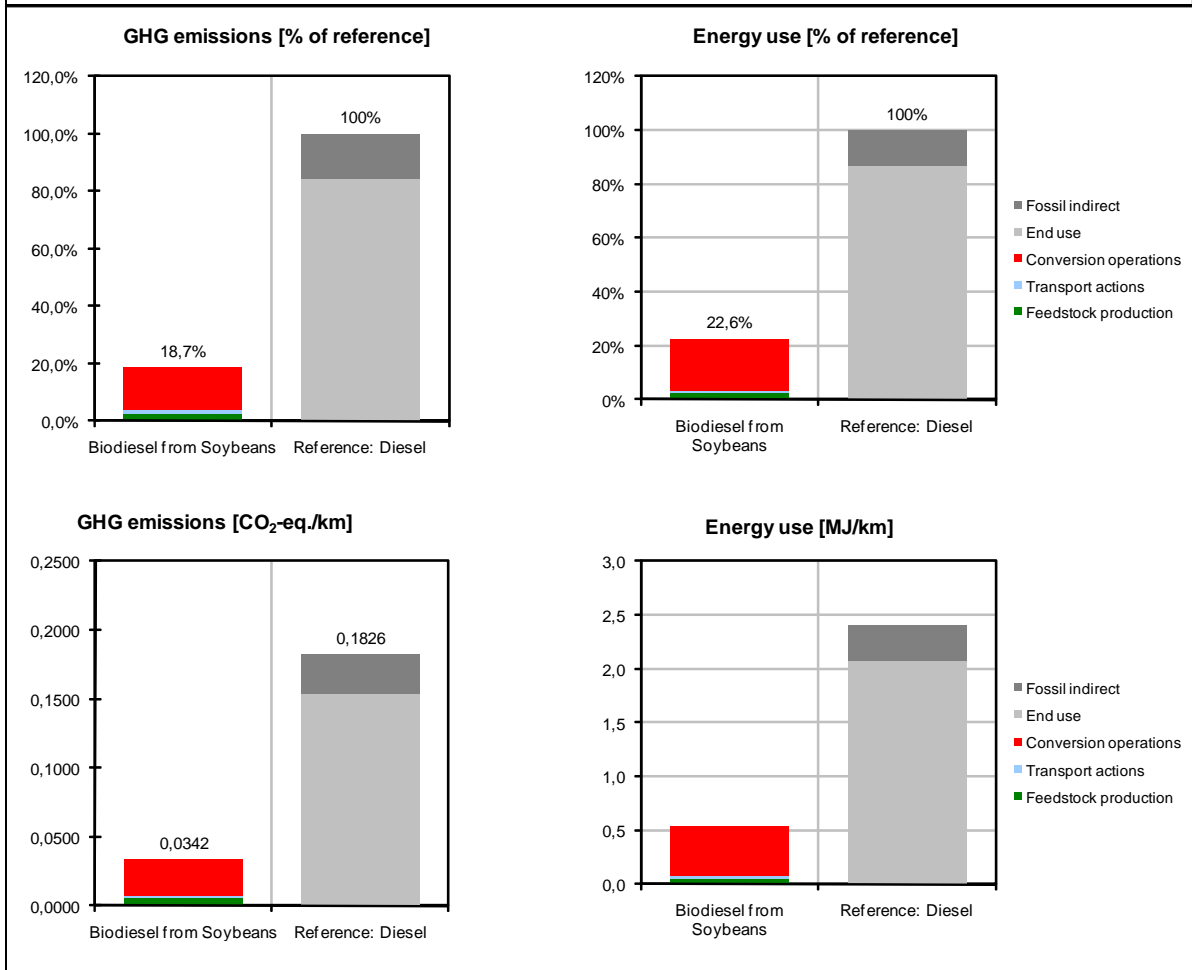 GHG emissions [% of reference]
120,0%
100,0%
80,0%
60,0%
40,0%
20,0%
0,0%
100%
18,7%
Biodiesel from Soybeans
Reference: Diesel
Energy use [% of reference]
120%
100%
80%
60%
40%
20%
0%
100%
22,6%
Biodiesel from
Soybeans
Reference: Diesel
Fossil indirect
End use
Conversion operations
Transport actions
Feedstock production
GHG emissions [CO₂-eq./km]
0,2500
0,2000
0,1500
0,1000
0,0500
0,0000
0,1826
0,0342
Biodiesel from Soybeans
Reference: Diesel
Energy use [MJ/km]
3,0
2,5
2,0
1,5
1,0
0,5
0,0
Biodiesel from
Soybeans
Reference: Diesel
Fossil indirect
End use
Conversion operations
Transport actions
Feedstock production